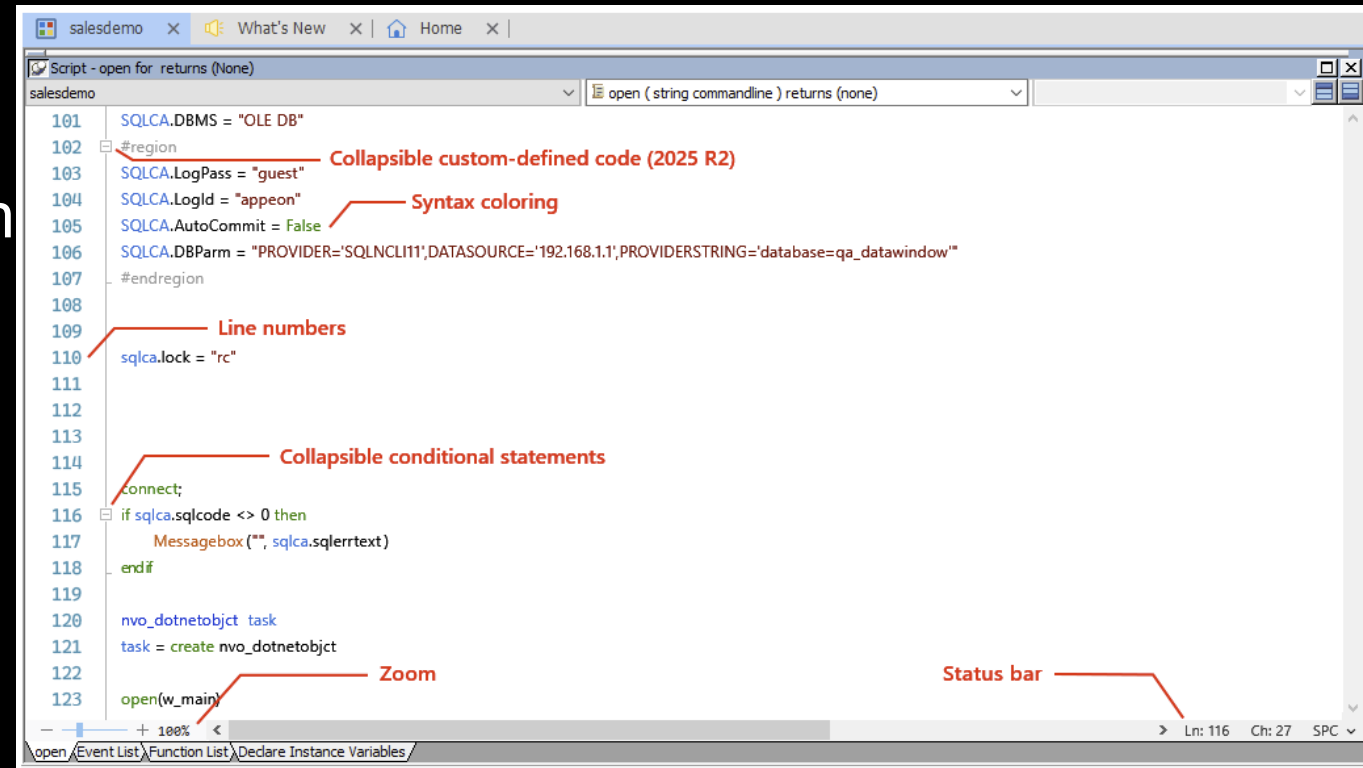 salesdemo What's New Home
Script - open for returns (None)
salesdemo open ( string commandline ) returns (none)
101 SQLCA.DBMS = "OLE DB"
102 #region
Collapsible custom-defined code (2025 R2)
103 SQLCA.LogPass = "guest"
104 SQLCA.LogId = "appeon"
Syntax coloring
105 SQLCA.AutoCommit = False
106 SQLCA.DBParm = "PROVIDER='SQLNCLI11',DATASOURCE='192.168.1.1',PROVIDERSTRING='database=qa_datawindow'"
107 #endregion
108
109
Line numbers
110 sqlca.lock = "rc"
111
112
113
114
Collapsible conditional statements
115 connect;
116 if sqlca.sqlcode <> 0 then
117 Messagebox ("", sqlca.sqlerrtext)
118 endif
119
120 nvo_dotnetobjct task
121 task = create nvo_dotnetobjct
122
Zoom Status bar
123 open(w_main)
100% Ln: 116 Ch: 27 SPC
open Event List Function List Declare Instance Variables